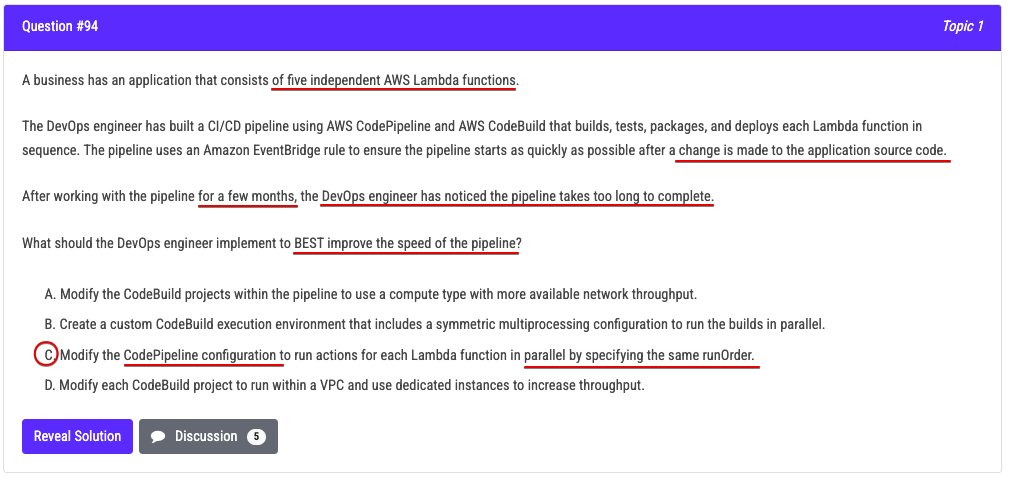 Question #94
Topic 1
A business has an application that consists of five independent AWS Lambda functions.
The DevOps engineer has built a CI/CD pipeline using AWS CodePipeline and AWS CodeBuild that builds, tests, packages, and deploys each Lambda function in
sequence. The pipeline uses an Amazon EventBridge rule to ensure the pipeline starts as quickly as possible after a change is made to the application source code.
After working with the pipeline for a few months, the DevOps engineer has noticed the pipeline takes too long to complete.
What should the DevOps engineer implement to BEST improve the speed of the pipeline?
A. Modify the CodeBuild projects within the pipeline to use a compute type with more available network throughput.
B. Create a custom CodeBuild execution environment that includes a symmetric multiprocessing configuration to run the builds in parallel.
C. Modify the CodePipeline configuration to run actions for each Lambda function in parallel by specifying the same runOrder.
D. Modify each CodeBuild project to run within a VPC and use dedicated instances to increase throughput.
Reveal Solution
Discussion 5